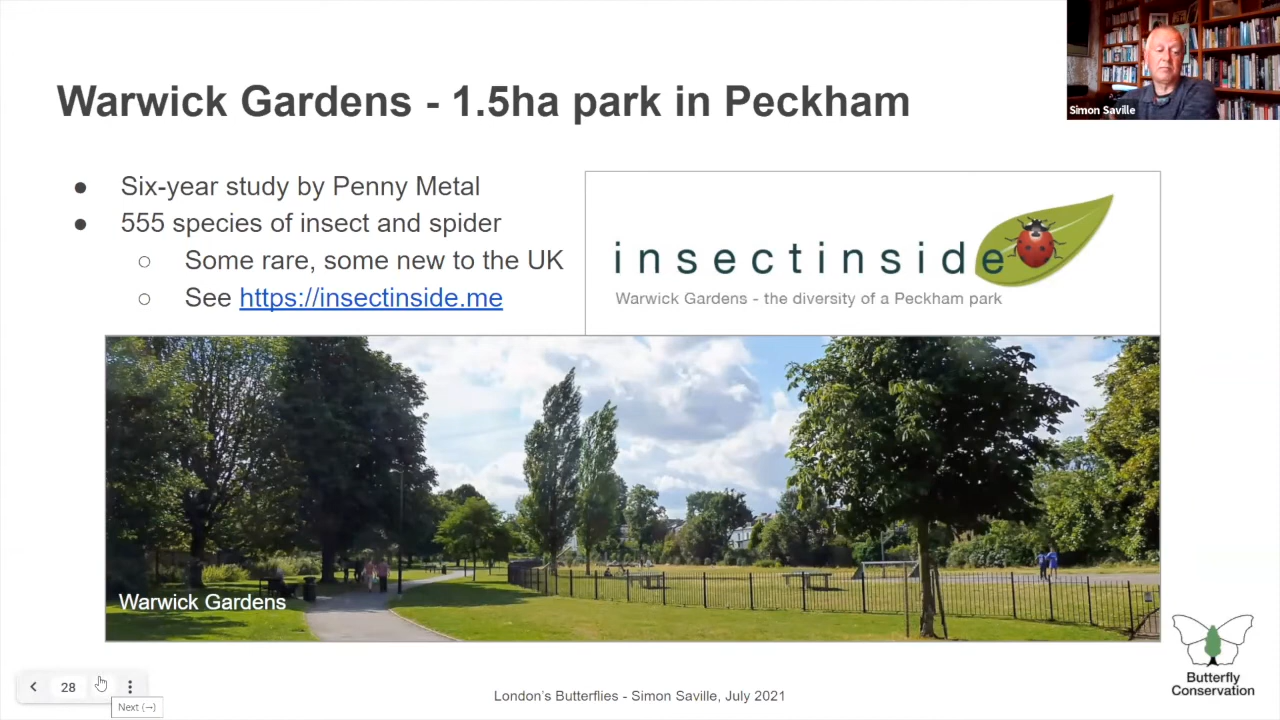 Warwick Gardens - 1.5ha park in Peckham
Simon Saville
● Six-year study by Penny Metal
● 555 species of insect and spider
○ Some rare, some new to the UK
○ See https://insectinside.me
insectinside
Warwick Gardens - the diversity of a Peckham park
Warwick Gardens
28
Next (→)
London's Butterflies - Simon Saville, July 2021
Butterfly
Conservation